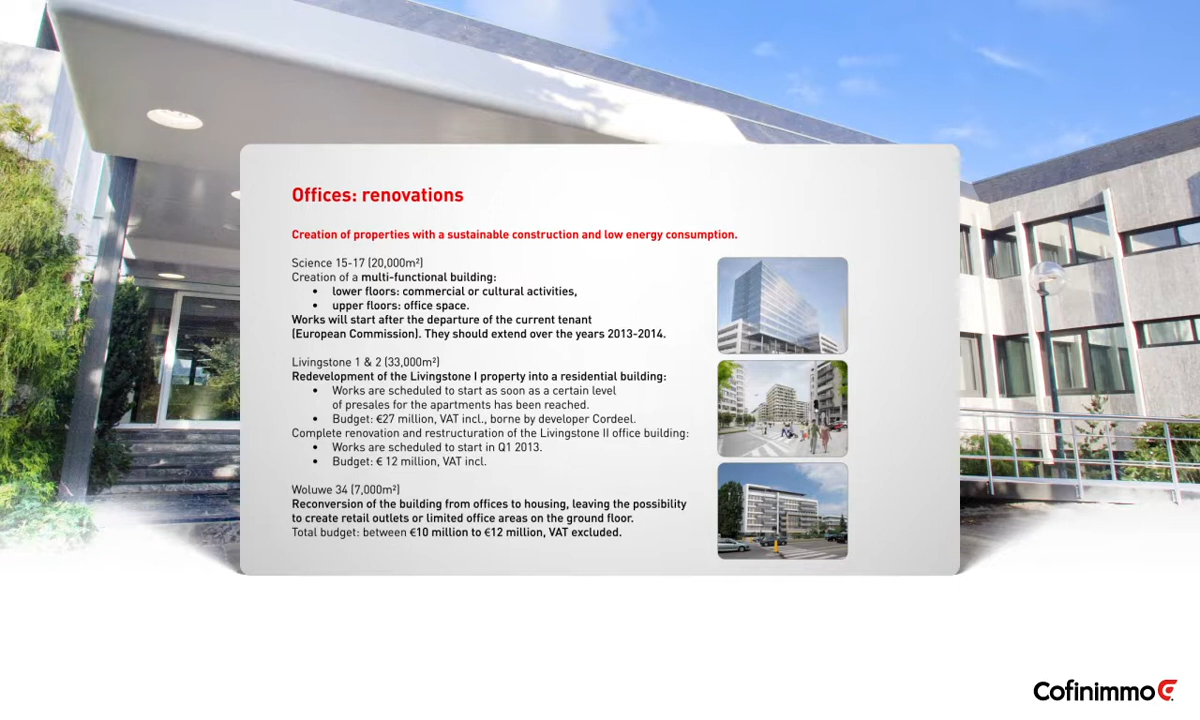 Offices: renovations
Creation of properties with a sustainable construction and low energy consumption.
Science 15-17 (20,000m²)
Creation of a multi-functional building:
• lower floors: commercial or cultural activities,
• upper floors: office space.
Works will start after the departure of the current tenant
(European Commission). They should extend over the years 2013-2014.
Livingstone 1 & 2 (33,000m²)
Redevelopment of the Livingstone I property into a residential building:
• Works are scheduled to start as soon as a certain level
of presales for the apartments has been reached.
• Budget: €27 million, VAT incl., borne by developer Cordeel.
Complete renovation and restructuration of the Livingstone II office building:
• Works are scheduled to start in Q1 2013.
• Budget: € 12 million, VAT incl.
Woluwe 34 (7,000m²)
Reconversion of the building from offices to housing, leaving the possibility
to create retail outlets or limited office areas on the ground floor.
Total budget: between €10 million to €12 million, VAT excluded.
Cofinimmo